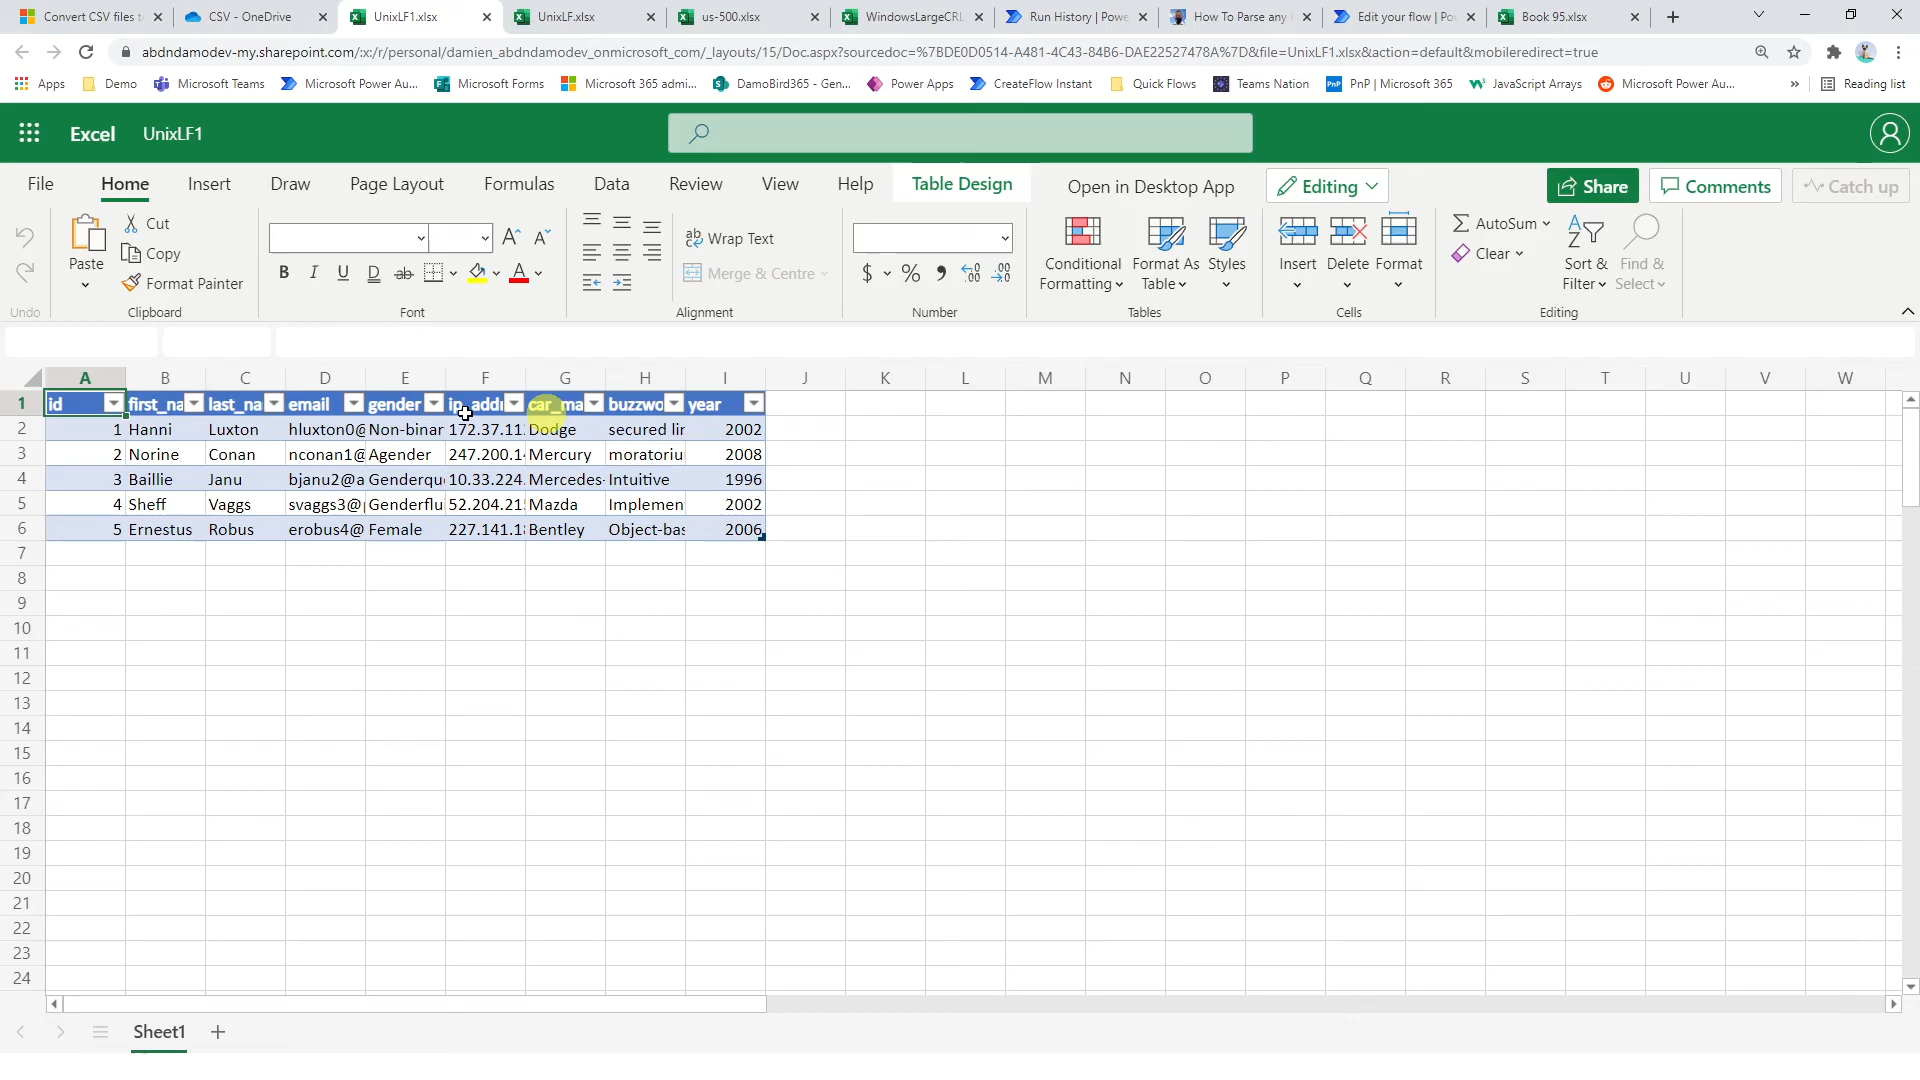 Convert CSV files t
CSV - OneDrive
UnixLF1.xlsx
UnixLF.xlsx
us-500.xlsx
WindowsLargeCRL
Run History | Powe
How To Parse any
Edit your flow | Po
Book 95.xlsx
abdndamodev-my.sharepoint.com/:x:/r/personal/damien_abdndamodev_onmicrosoft_com/_layouts/15/Doc.aspx?sourcedoc=%7BDE0D0514-A481-4C43-84B6-DAE22527478A%7D&file=UnixLF1.xlsx&action=default&mobileredirect=true
Apps
Demo
Microsoft Teams
Microsoft Power Au...
Microsoft Forms
Microsoft 365 admi...
DamoBird365 - Gen...
Power Apps
CreateFlow Instant
Quick Flows
Teams Nation
PnP | Microsoft 365
JavaScript Arrays
Microsoft Power Au...
»
Reading list
Excel UnixLF1
File Home Insert Draw Page Layout Formulas Data Review View Help Table Design Open in Desktop App Editing Share Comments Catch up
Paste
Cut
Copy
Format Painter
B I U D ab
A
ab Wrap Text
Merge & Centre
$ % 9
Conditional Formatting
Format As Table
Styles
Insert
Delete
Format
AutoSum
Clear
Sort & Filter
Find & Select
Undo Clipboard Font Alignment Number Tables Cells Editing
A B C D E F G H I J K L M N O P Q R S T U V W
1 id first_na last_na email gender ip_addr car_ma buzzwo year
2 1 Hanni Luxton hluxton0@ Non-binar 172.37.11 Dodge secured lir 2002
3 2 Norine Conan nconan1@ Agender 247.200.1 Mercury moratoriu 2008
4 3 Baillie Janu bjanu2@a Genderqu 10.33.224. Mercedes- Intuitive 1996
5 4 Sheff Vaggs svaggs3@ Genderflu 52.204.21 Mazda Implemen 2002
6 5 Ernestus Robus erobus4@ Female 227.141.1 Bentley Object-bas 2006
7
8
9
10
11
12
13
14
15
16
17
18
19
20
21
22
23
24
Sheet1